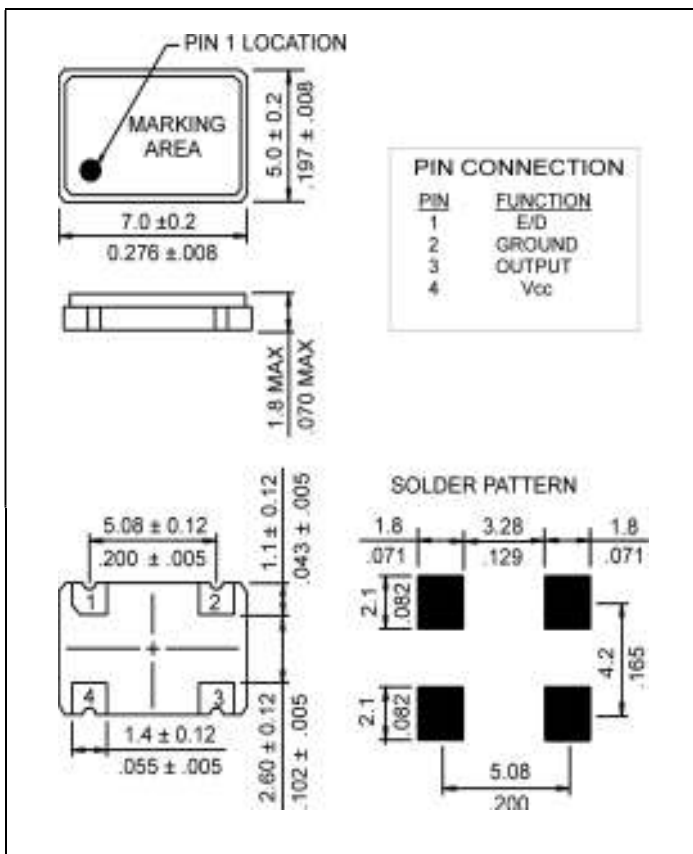 PIN 1 LOCATION
MARKING
AREA
5.0 ± 0.2
.197 ± .008
7.0 ±0.2
0.276 ±.008
PIN CONNECTION
PIN FUNCTION
1 E/D
2 GROUND
3 OUTPUT
4 Vcc
1.8 MAX
.070 MAX
5.08 ± 0.12
.200 ± .005
1.1± 0.12
.043 ± .005
1 2
4 3
1.4 ± 0.12
.055 ± .005
2.60 ± 0.12
.102 ± .005
SOLDER PATTERN
1.8 3.28 1.8
.071 .129 .071
2.1
.082
4.2
.165
2.1
.082
5.08
.200